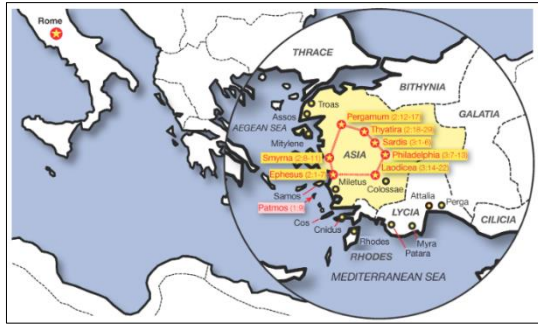 Rome
THRACE
BITHYNIA
GALATIA
Troas
Assos
AEGEAN SEA
Mitylene
Pergamum (2:12-17)
Thyatira (2:18-29)
Sardis (3:1-6)
ASIA
Philadelphia (3:7-13)
Smyrna (2:8-11)
Laodicea (3:14-22)
Ephesus (2:1-7)
Miletus
Colossae
Samos
Patmos (1:9)
Attalia
Perga
LYCIA
CILICIA
Cos
Cnidus
Rhodes
Myra
Patara
RHODES
MEDITERRANEAN SEA